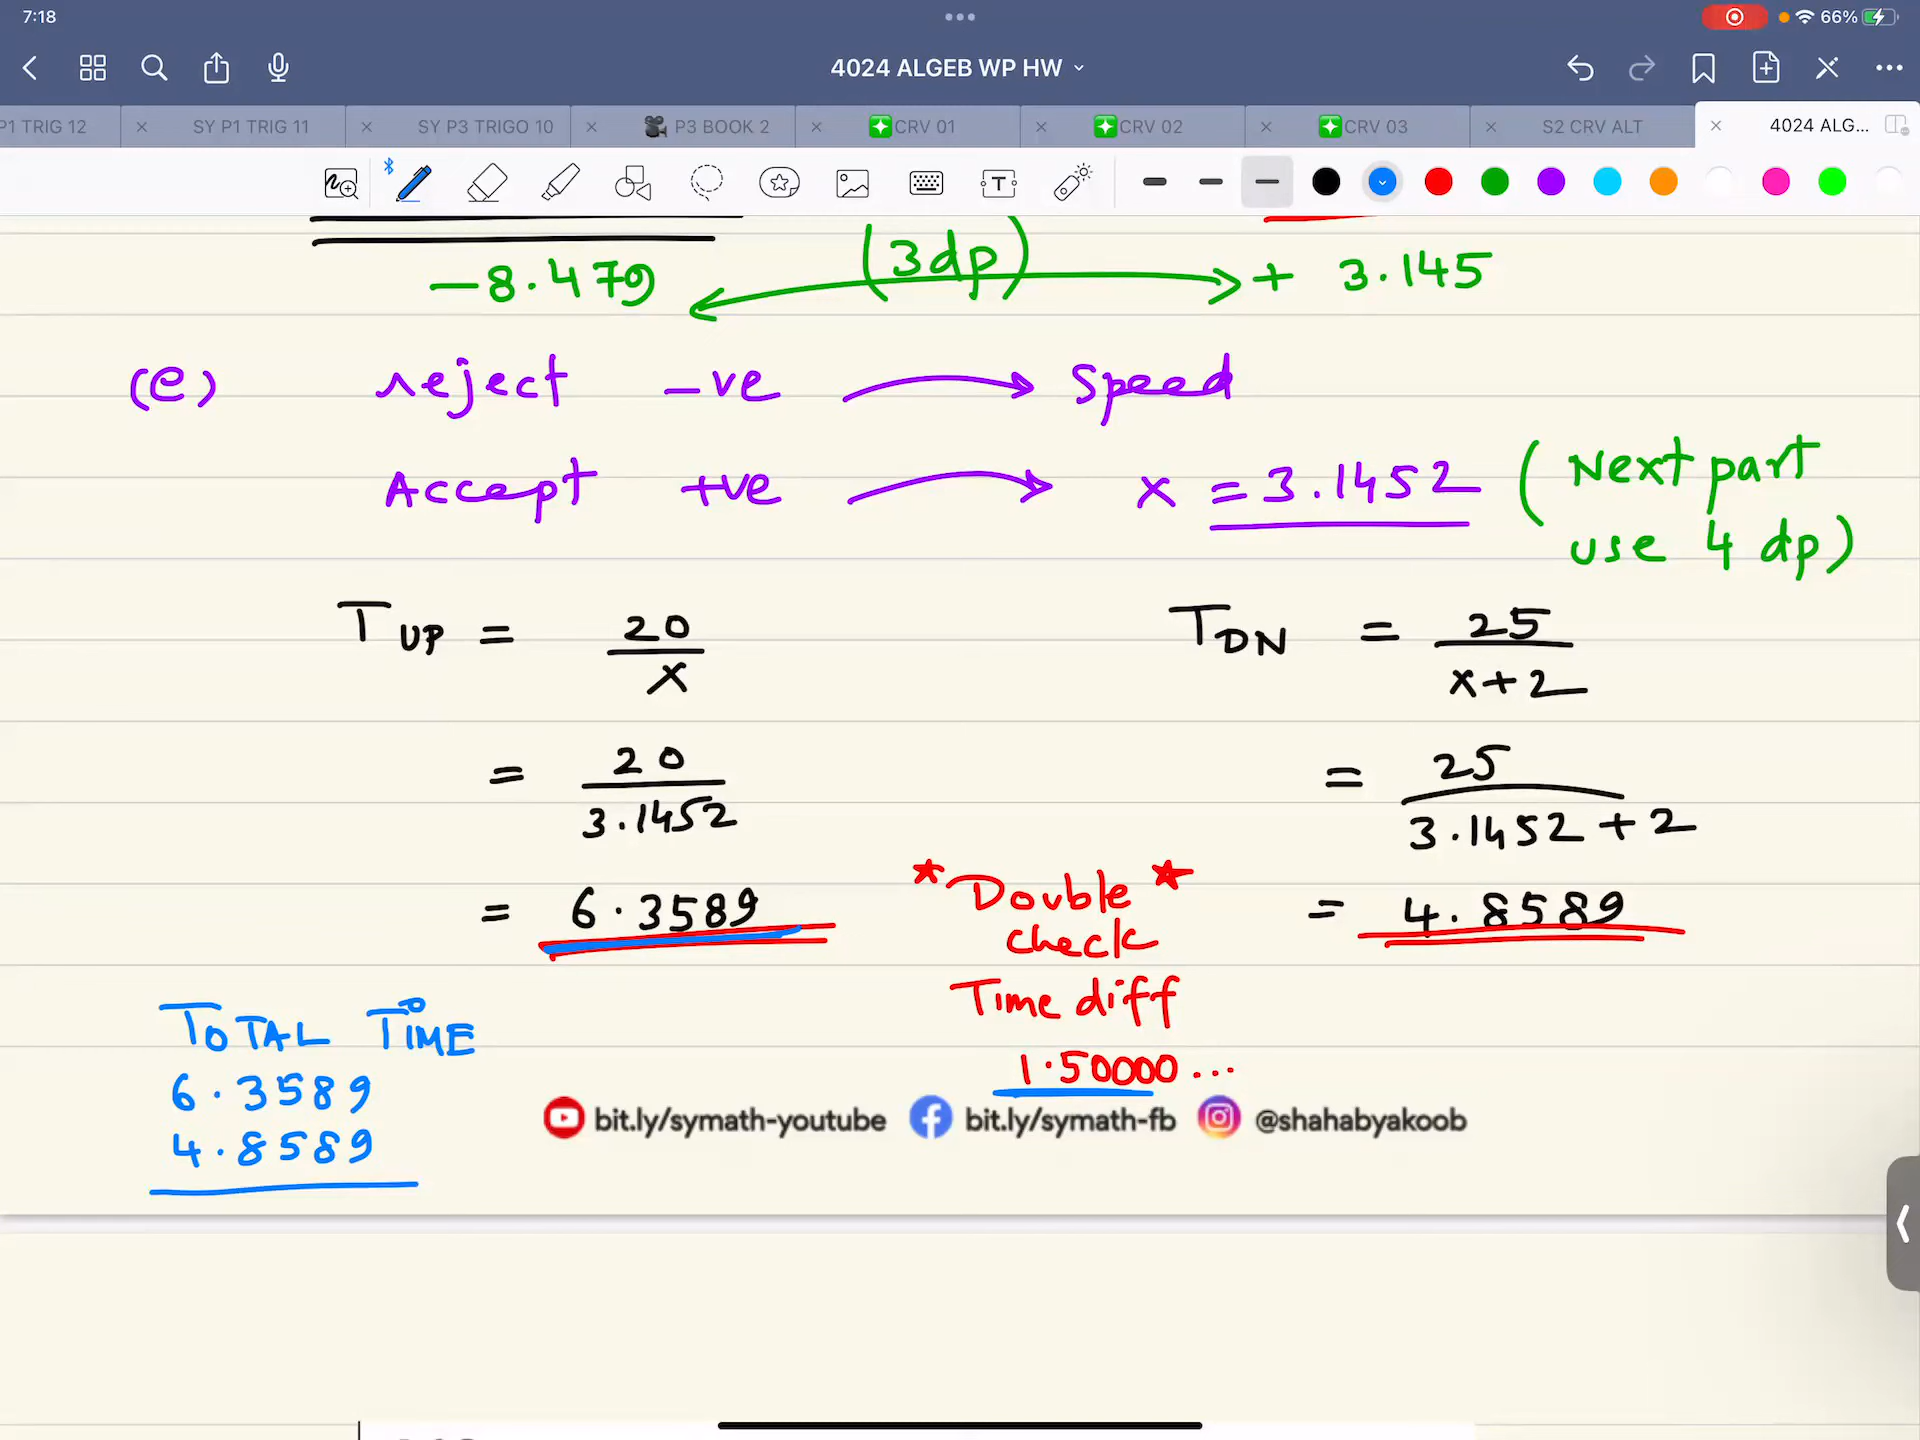 7:18
66%
4024 ALGEB WP HW
P1 TRIG 12
SY P1 TRIG 11
SY P3 TRIGO 10
P3 BOOK 2
CRV 01
CRV 02
CRV 03
S2 CRV ALT
4024 ALG...
-8.479 (3dp) + 3.145
(e) reject -ve Speed
Accept +ve x = 3.1452 (Next part
use 4 dp)
TUP = 20/x
TDN = 25/x+2
= 20/3.1452
= 25/3.1452 + 2
= 6.3589
= 4.8589
*Double*
check
Time diff
1.50000...
TOTAL TIME
6.3589
4.8589
bit.ly/symath-youtube bit.ly/symath-fb @shahabyakoob